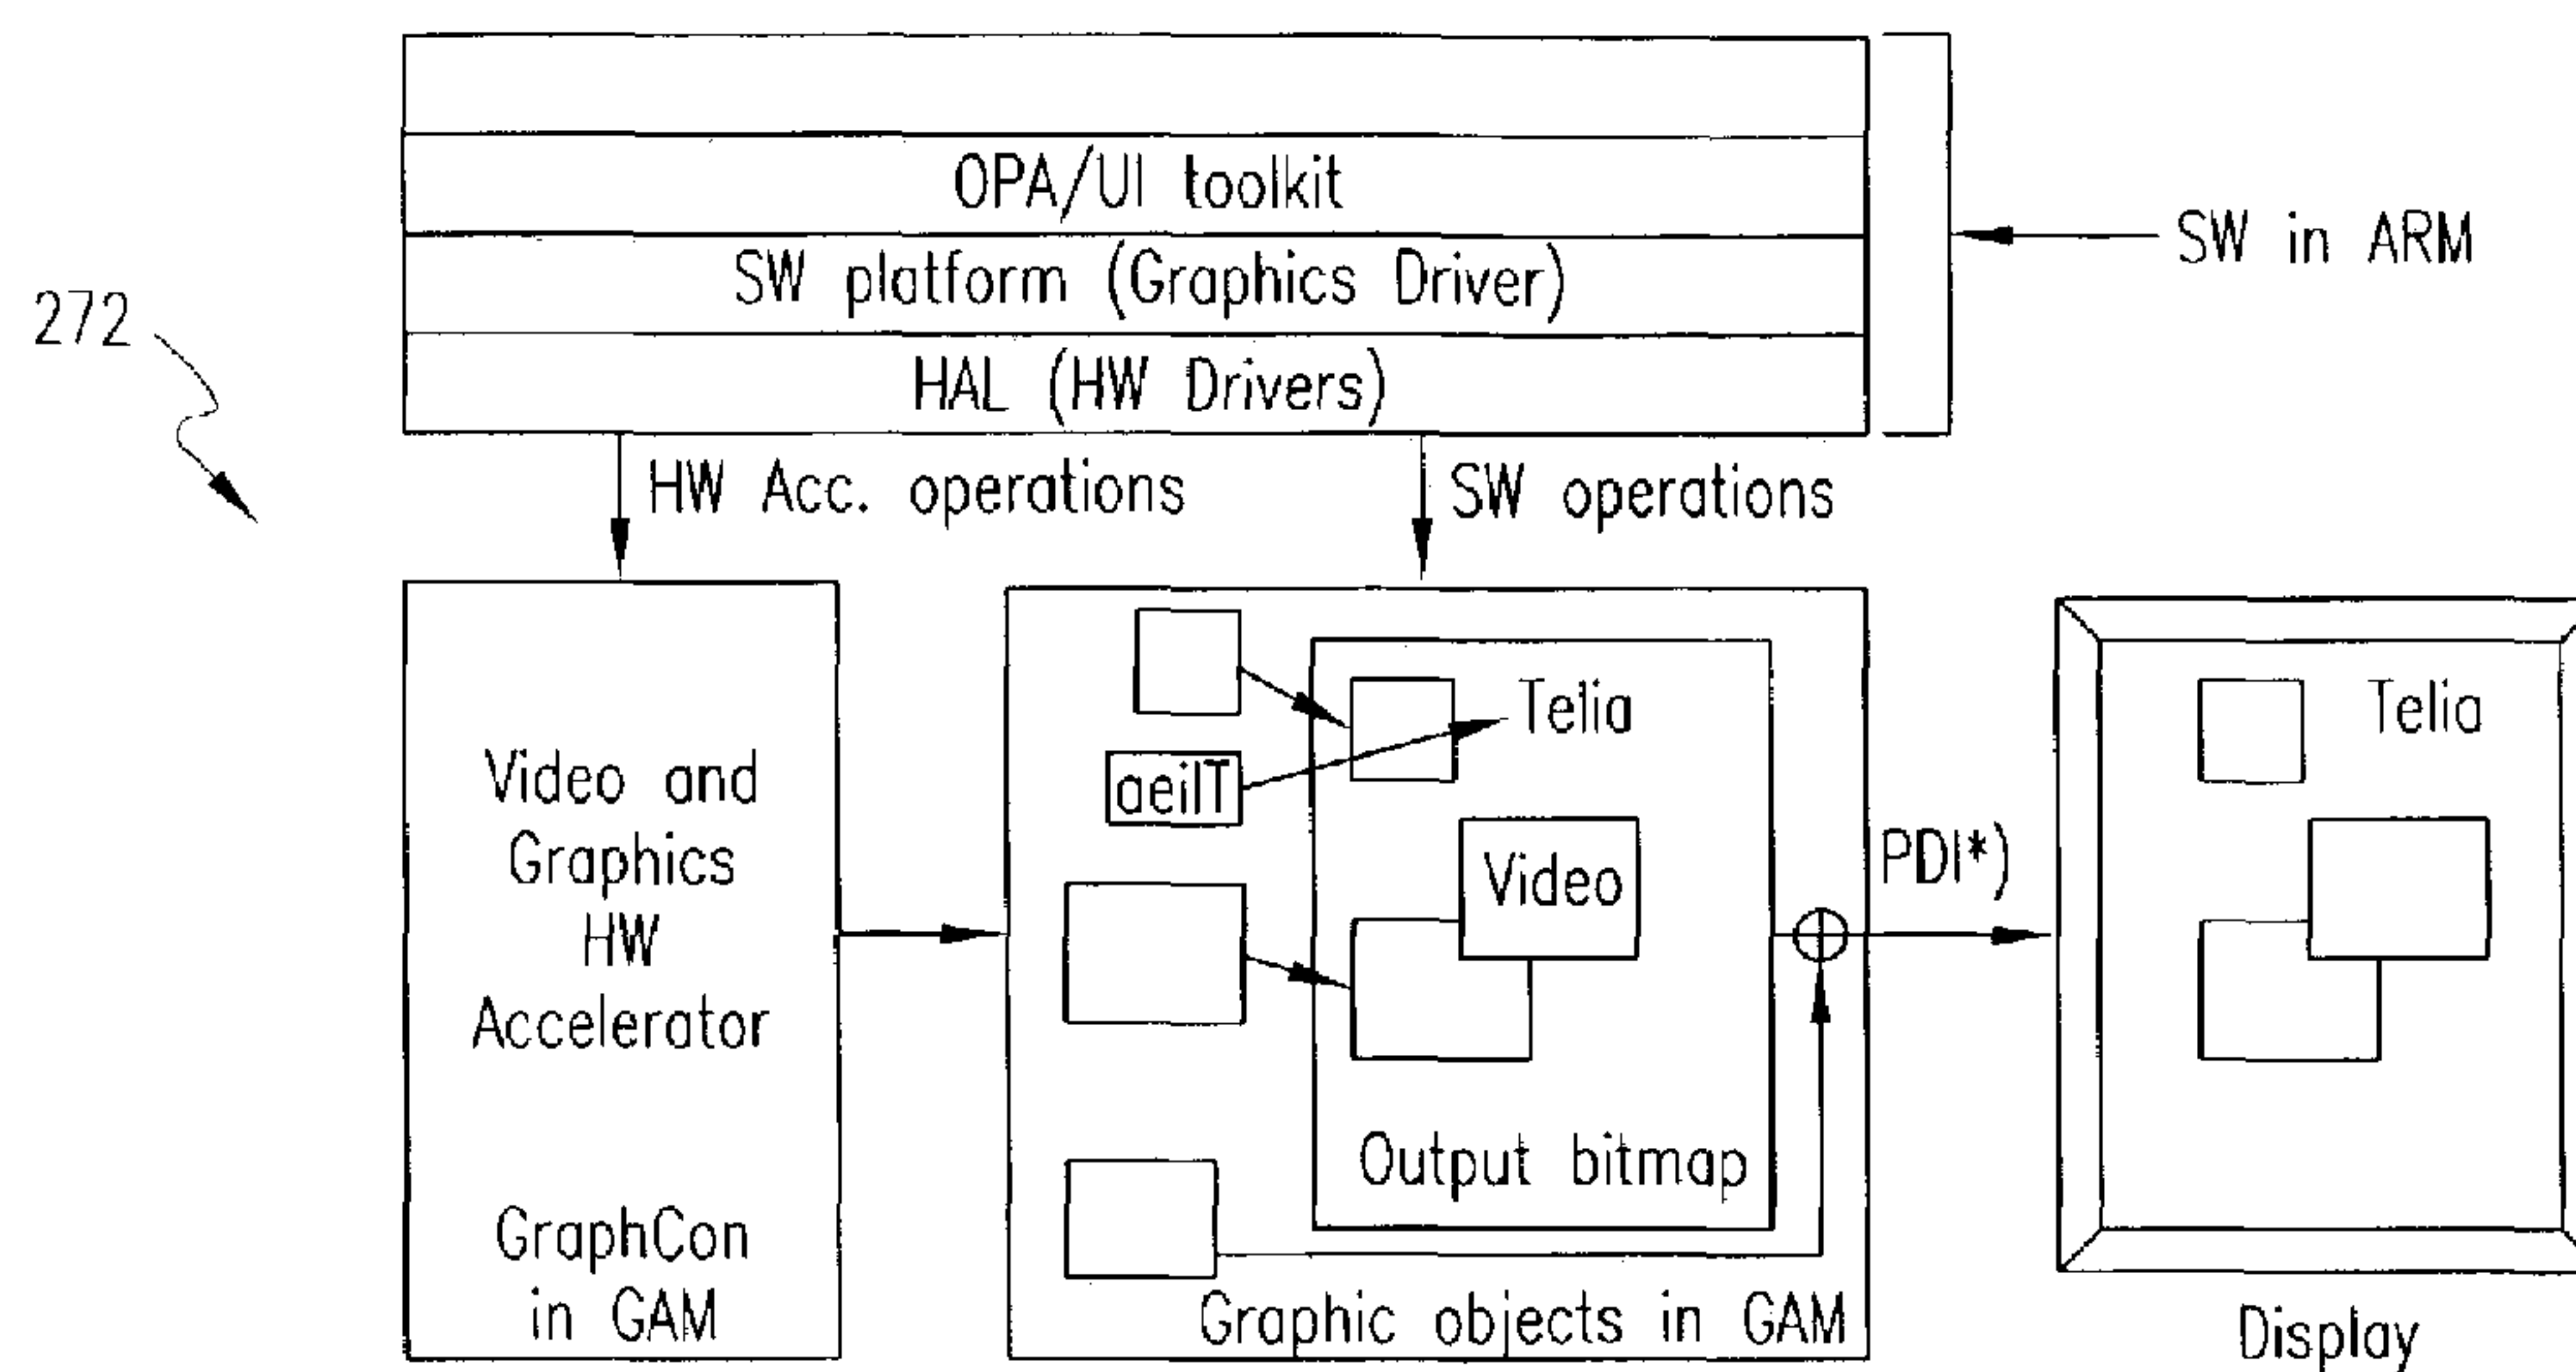 OPA/UI toolkit
SW platform (Graphics Driver)
HAL (HW Drivers)
SW in ARM
272
HW Acc. operations
SW operations
Video and
Graphics
HW
Accelerator
GraphCon
in GAM
Telia
aeilT
Video
Output bitmap
Graphic objects in GAM
PDI*)
Telia
Display